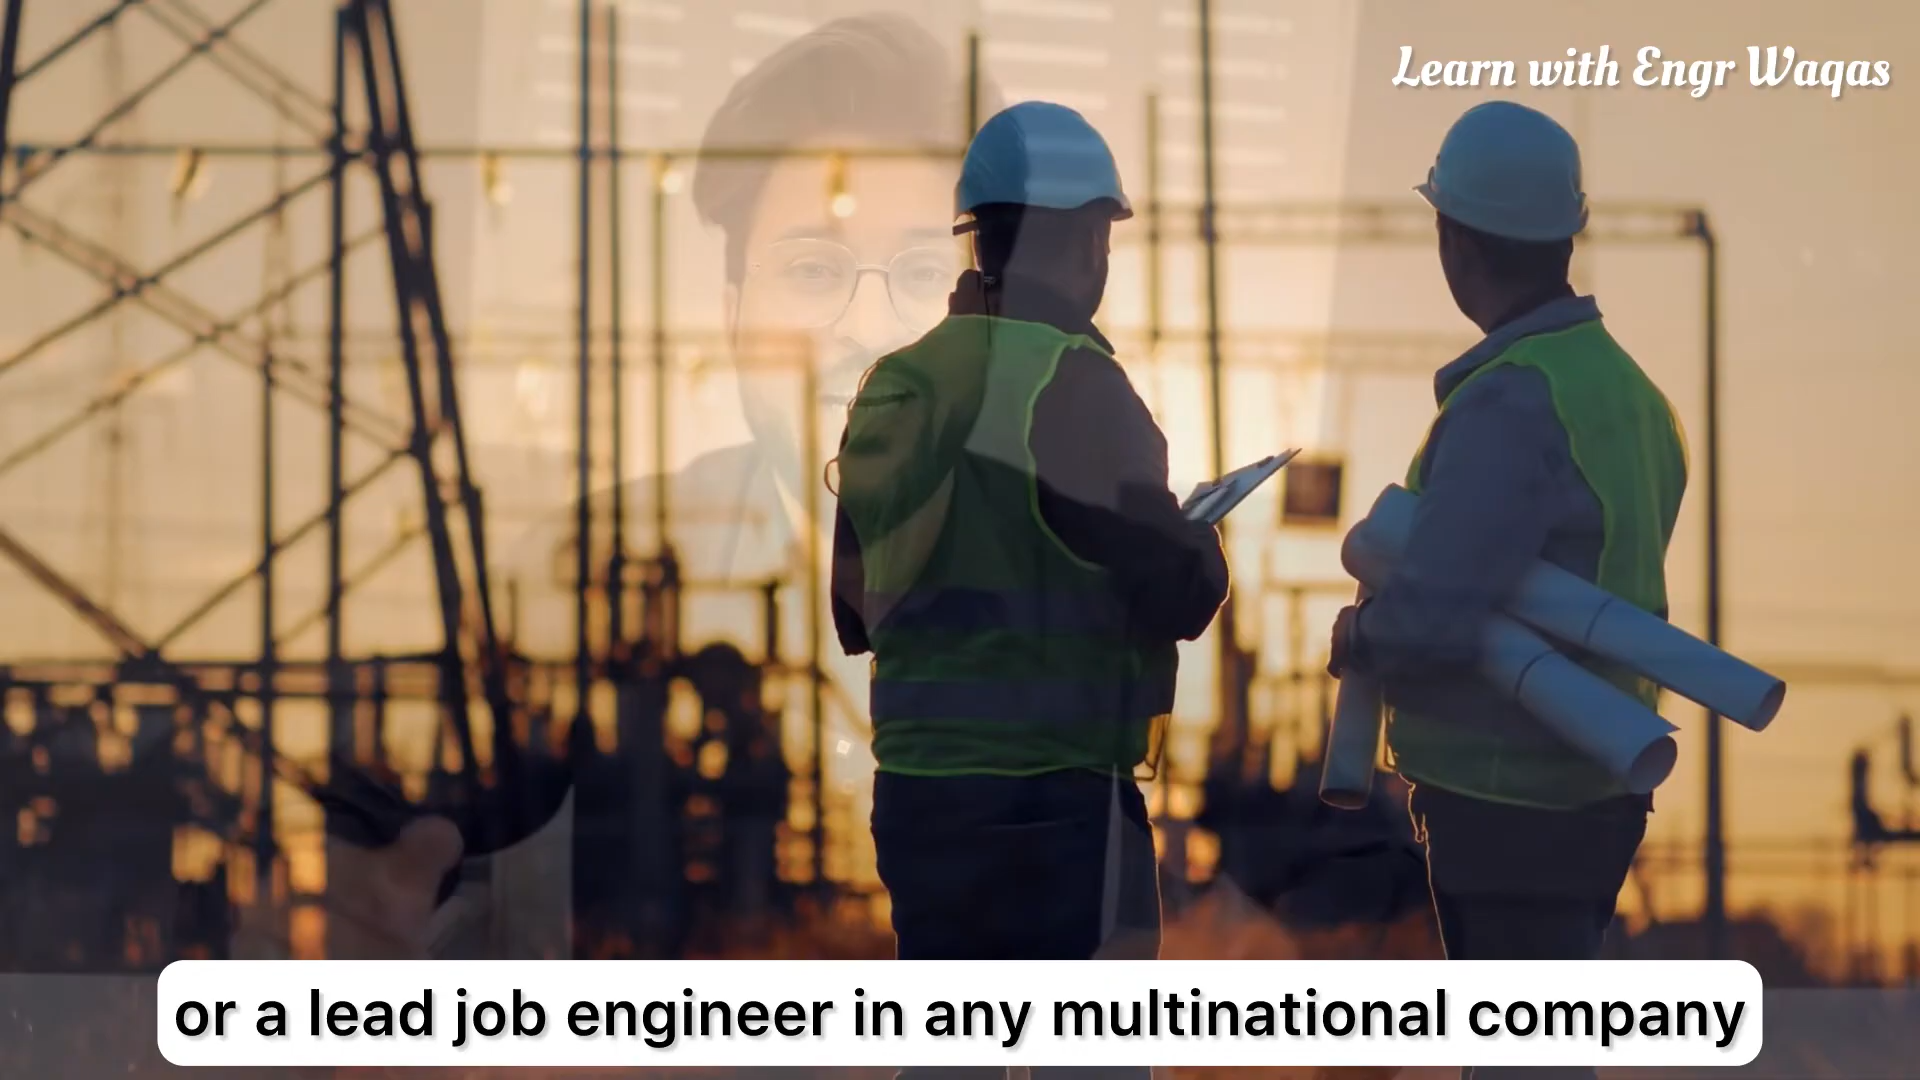 Learn with Engr Waqas
or a lead job engineer in any multinational company